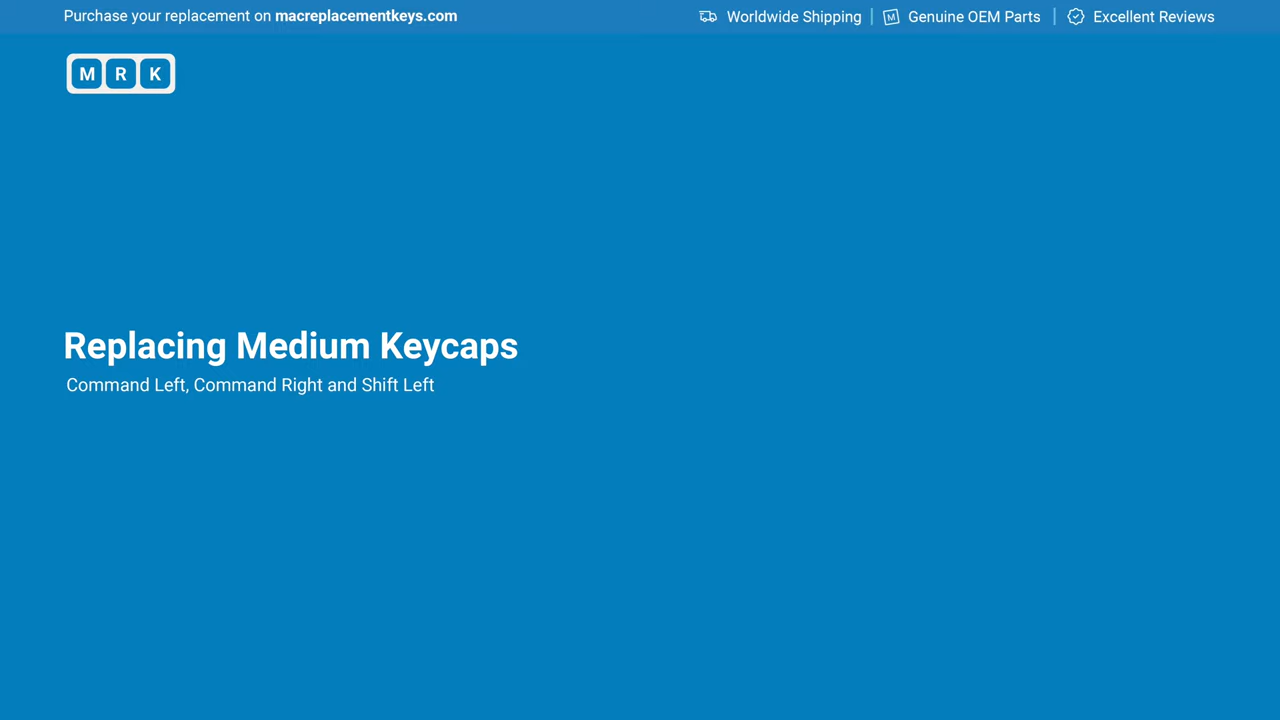 Purchase your replacement on macreplacementkeys.com
Worldwide Shipping | Genuine OEM Parts | Excellent Reviews
M R K
Replacing Medium Keycaps
Command Left, Command Right and Shift Left